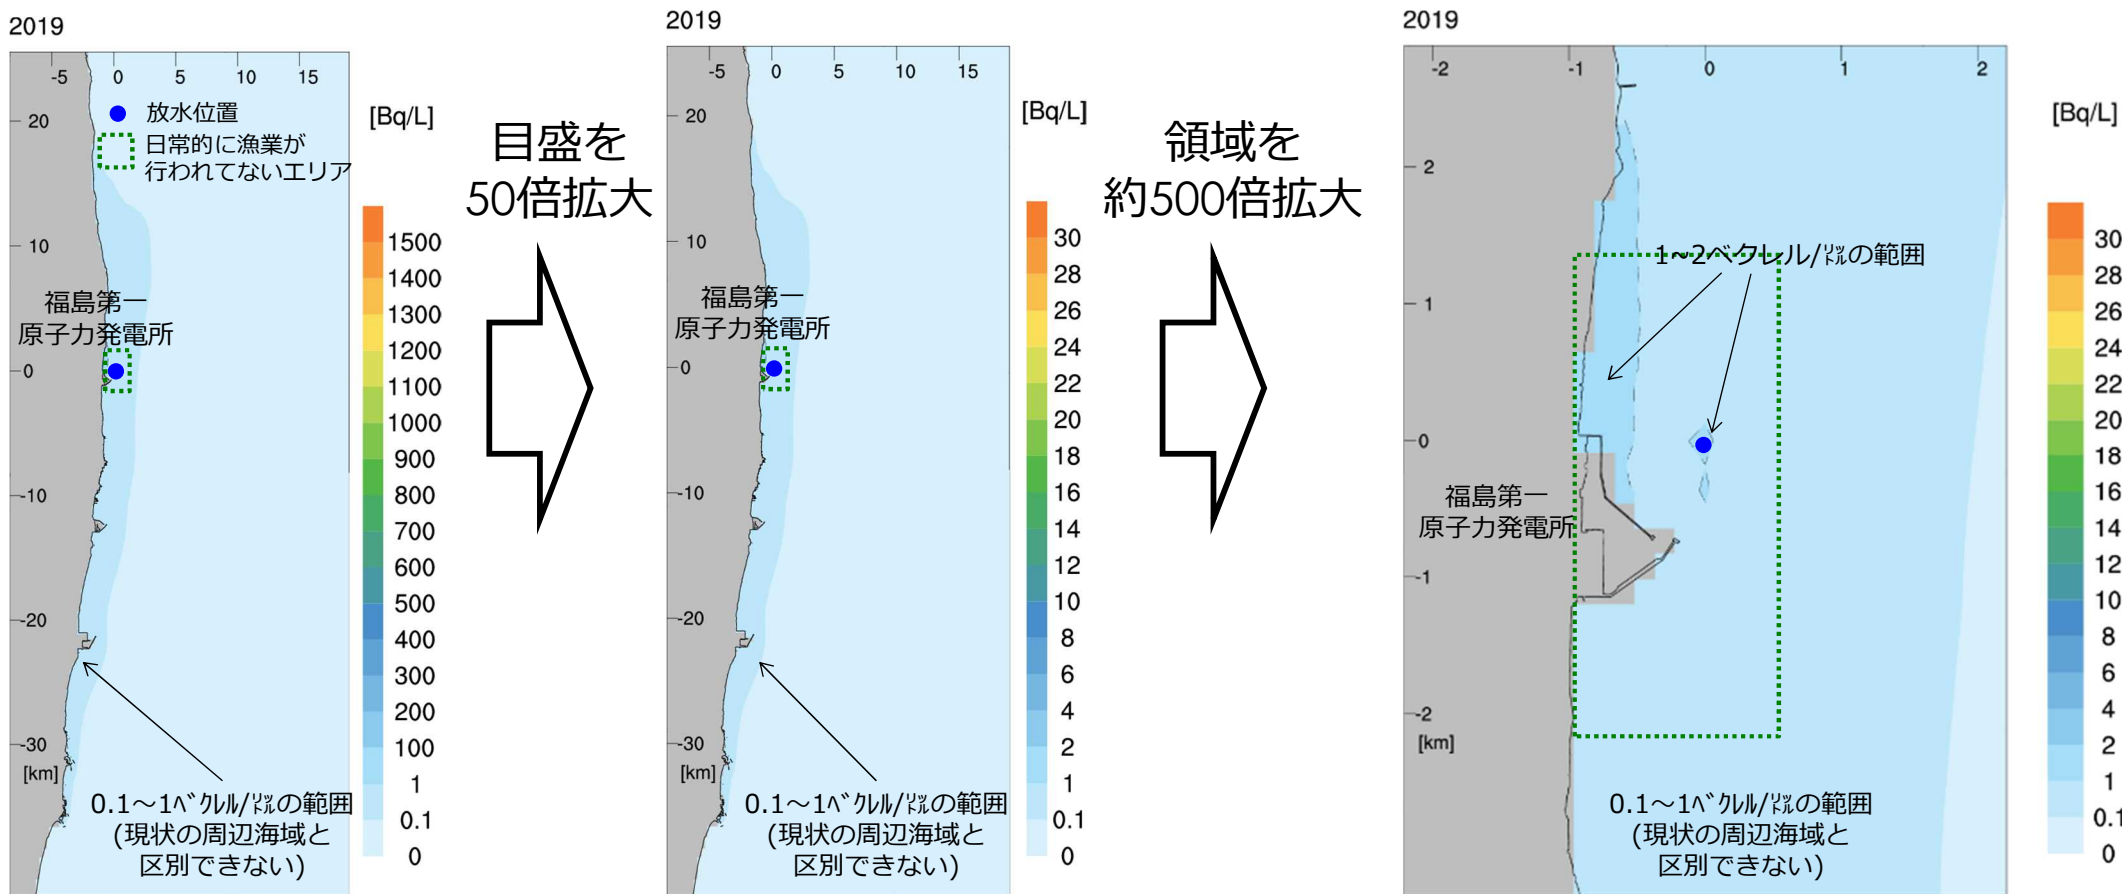 2019
-5 0 5 10 15
放水位置
日常的に漁業が
行われてないエリア
20
10
0
-10
-20
-30
[km]
福島第一
原子力発電所
0.1～1ベクレル/リットルの範囲
(現状の周辺海域と
区別できない)
[Bq/L]
1500
1400
1300
1200
1100
1000
900
800
700
600
500
400
300
200
100
1
0.1
0
目盛を
50倍拡大
2019
-5 0 5 10 15
20
10
0
-10
-20
-30
[km]
福島第一
原子力発電所
0.1～1ベクレル/リットルの範囲
(現状の周辺海域と
区別できない)
[Bq/L]
30
28
26
24
22
20
18
16
14
12
10
8
6
4
2
1
0.1
0
領域を
約500倍拡大
2019
-2 -1 0 1 2
2
1
0
-1
-2
[km]
1~2ベクレル/リットルの範囲
福島第一
原子力発電所
0.1～1ベクレル/リットルの範囲
(現状の周辺海域と
区別できない)
[Bq/L]
30
28
26
24
22
20
18
16
14
12
10
8
6
4
2
1
0.1
0